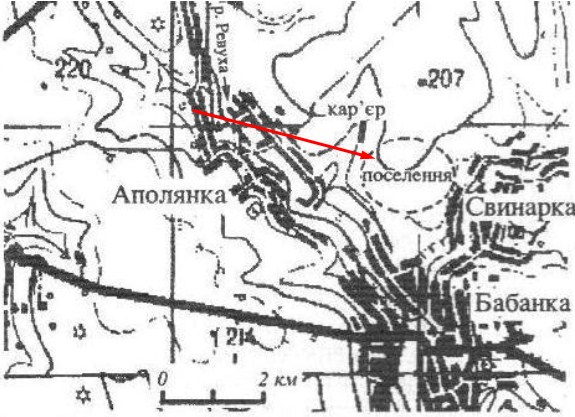 р. Ревуха
220
207
кар’єр
поселення
Аполянка
Свинарка
Бабанка
0
2 км